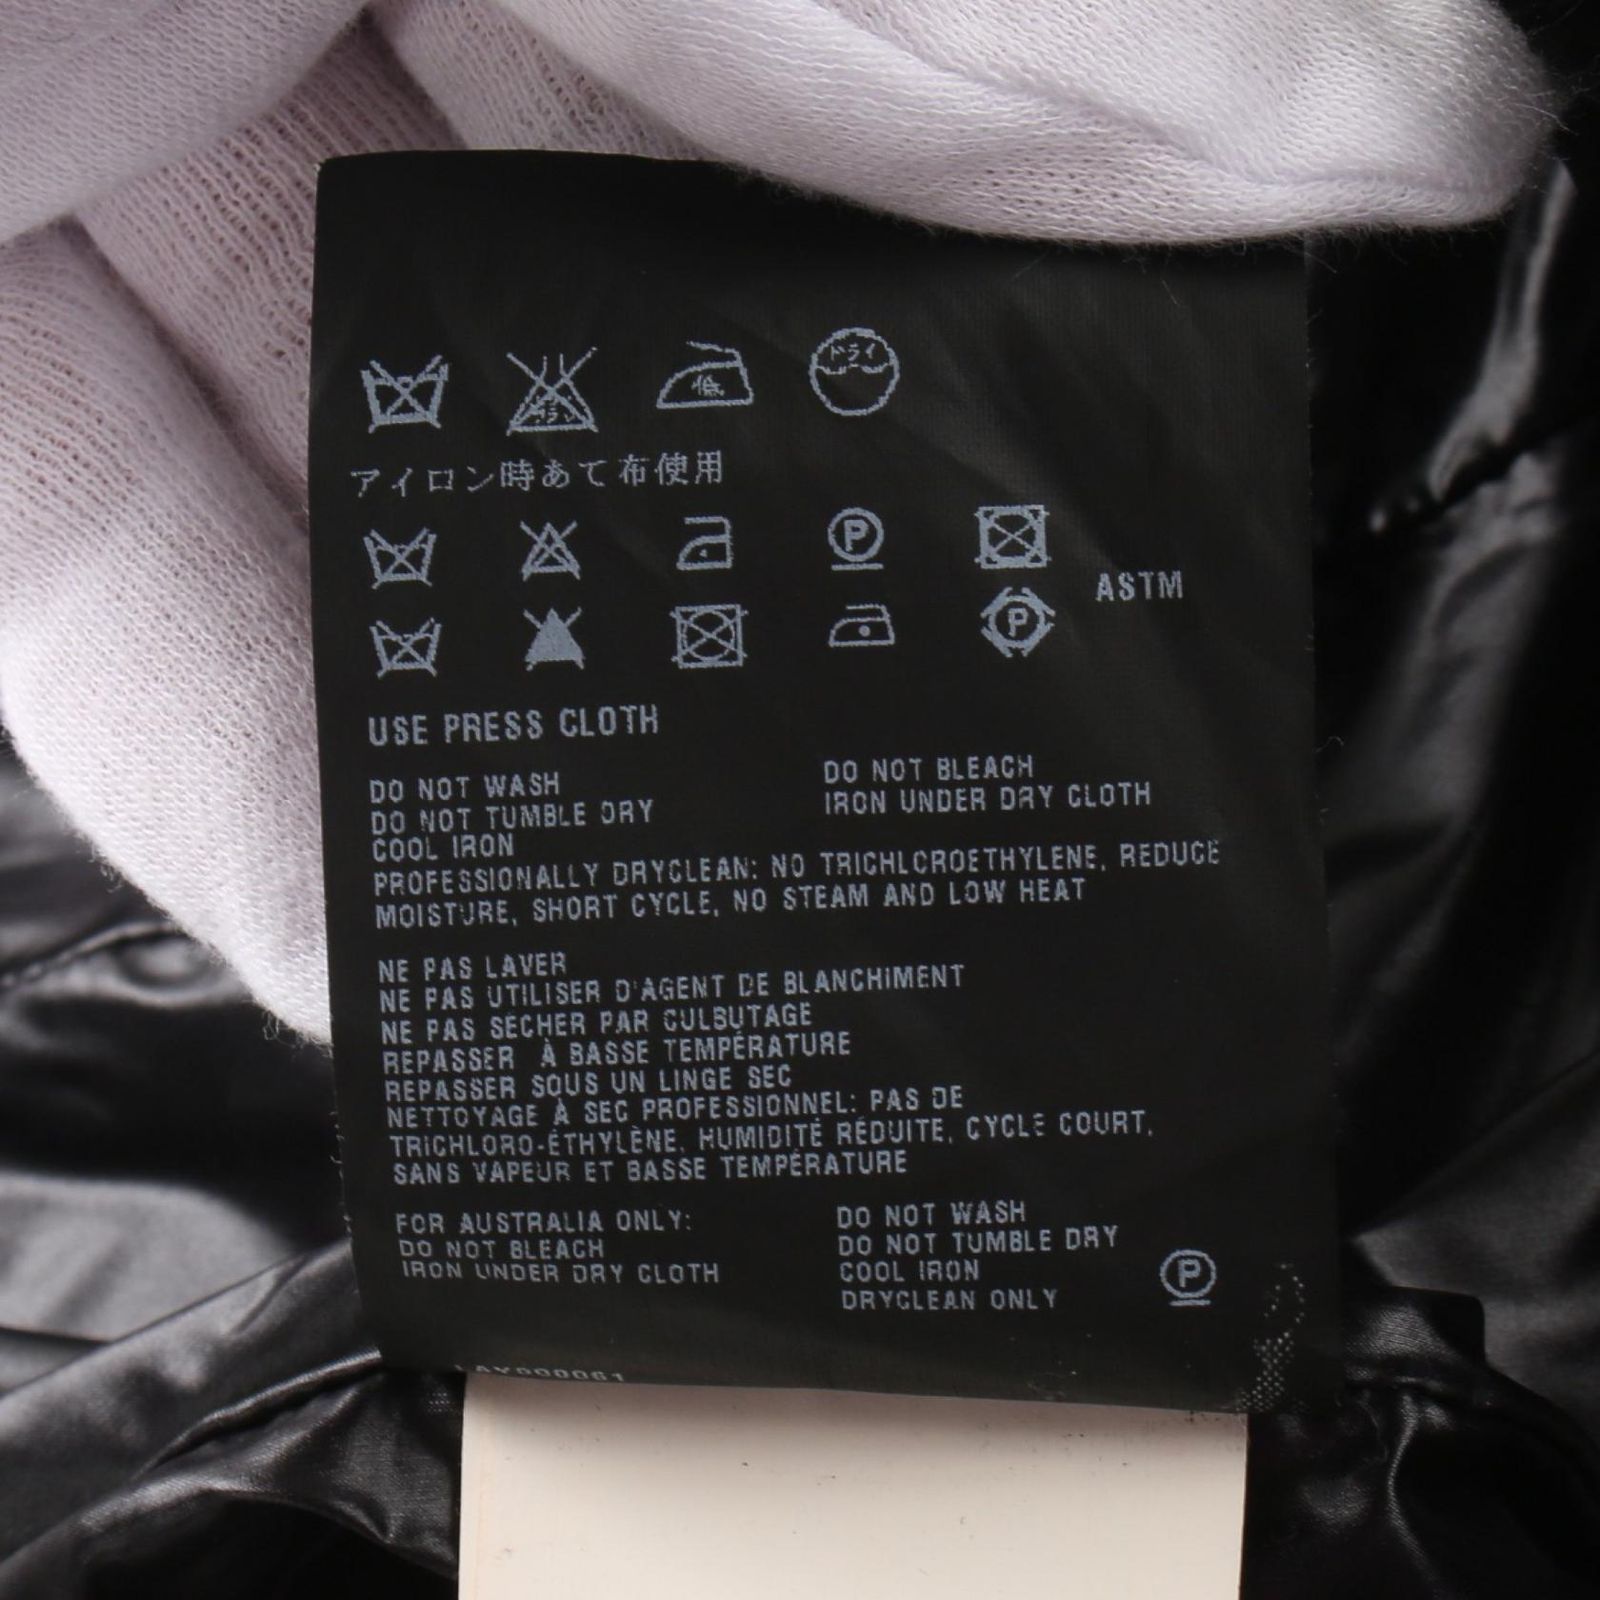 ドライ
低
アイロン時あて布使用
P
ASTM
P
USE PRESS CLOTH
DO NOT WASH
DO NOT TUMBLE DRY
COOL IRON
DO NOT BLEACH
IRON UNDER DRY CLOTH
PROFESSIONALLY DRYCLEAN: NO TRICHLOROETHYLENE, REDUCE
MOISTURE, SHORT CYCLE, NO STEAM AND LOW HEAT
NE PAS LAVER
NE PAS UTILISER D'AGENT DE BLANCHIMENT
NE PAS SÉCHER PAR CULBUTAGE
REPASSER À BASSE TEMPÉRATURE
REPASSER SOUS UN LINGE SEC
NETTOYAGE À SEC PROFESSIONNEL: PAS DE
TRICHLORO-ÉTHYLÈNE, HUMIDITÉ RÉDUITE, CYCLE COURT,
SANS VAPEUR ET BASSE TEMPÉRATURE
FOR AUSTRALIA ONLY:
DO NOT BLEACH
IRON UNDER DRY CLOTH
DO NOT WASH
DO NOT TUMBLE DRY
COOL IRON
DRYCLEAN ONLY
P